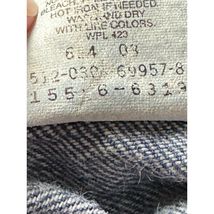 HOT IRON IF NEEDED.
WASH AND DRY
WITH LIKE COLORS.
WPL 423
6 4 03
512-030 69957-8
155 6-6319